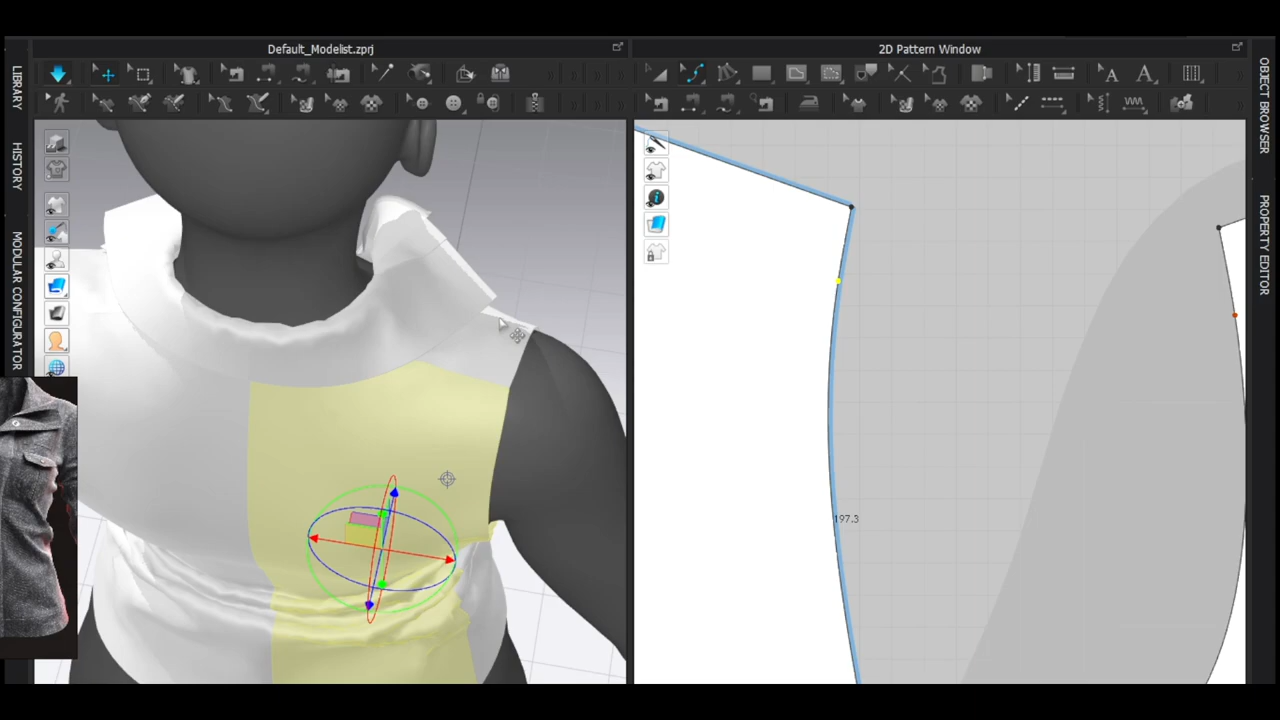 Default_Modelist.zprj
2D Pattern Window
LIBRARY
HISTORY
MODULAR CONFIGURATOR
OBJECT BROWSER
PROPERTY EDITOR
197.3